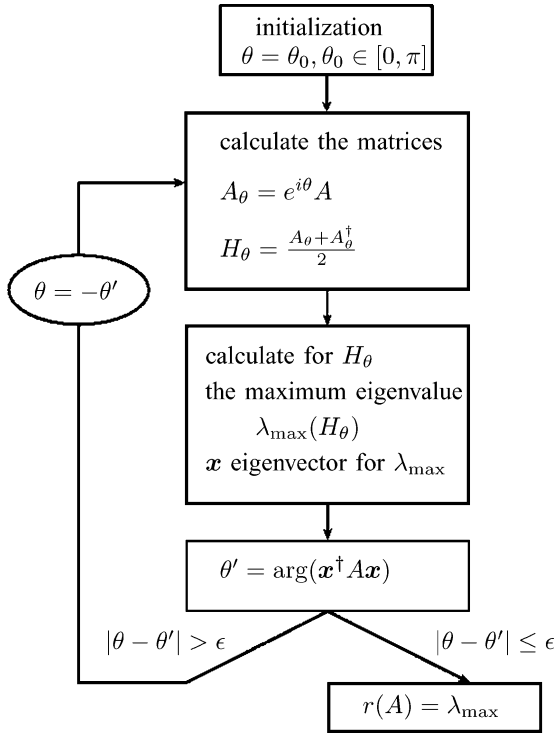 initialization
θ = θ₀, θ₀ ∈ [0, π]
calculate the matrices
A_θ = e^{iθ} A
H_θ = \frac{A_θ + A_θ^†}{2}
θ = −θ′
calculate for H_θ
the maximum eigenvalue
λ_max(H_θ)
x eigenvector for λ_max
θ′ = arg(x^† A x)
|θ − θ′| > ϵ
|θ − θ′| ≤ ϵ
r(A) = λ_max